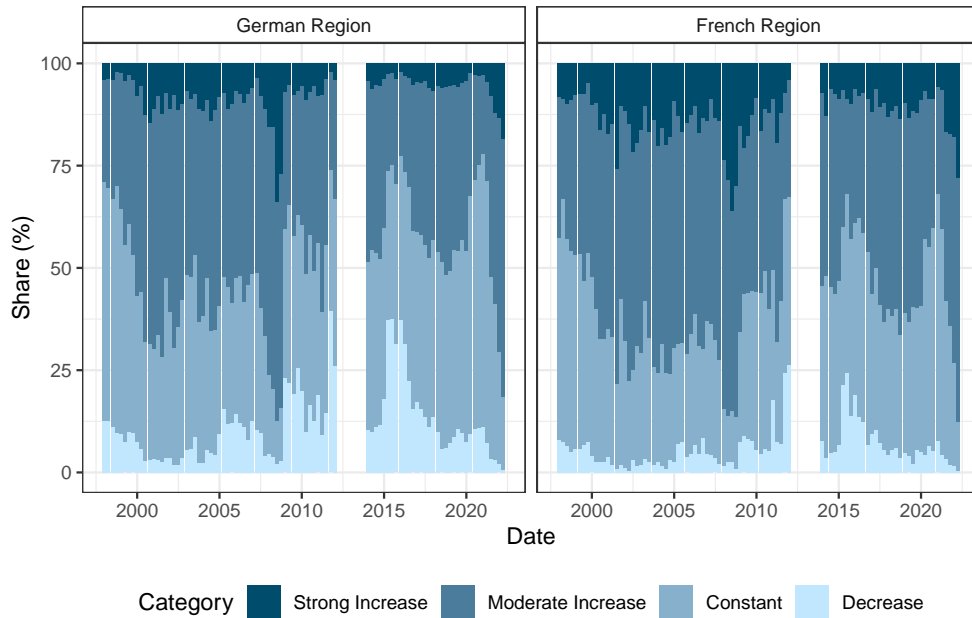 German Region
French Region
Share (%)
100
75
50
25
0
2000 2005 2010 2015 2020
2000 2005 2010 2015 2020
Date
Category Strong Increase Moderate Increase Constant Decrease